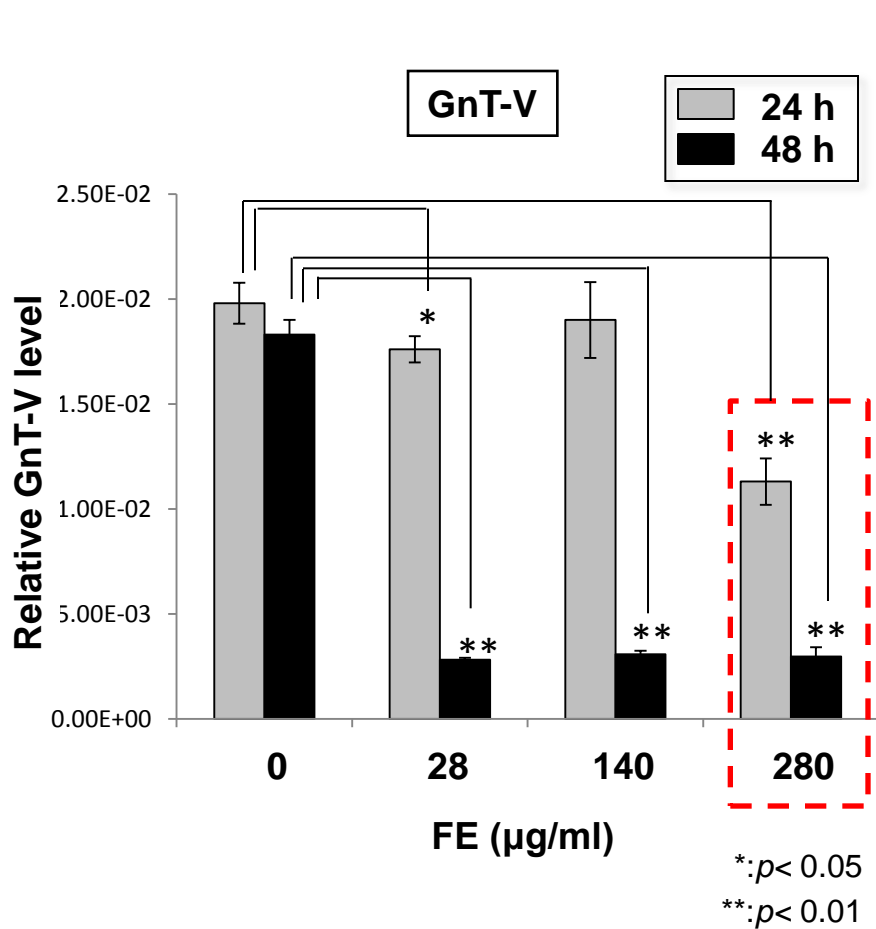 GnT-V
24 h
48 h
2.50E-02
2.00E-02
1.50E-02
1.00E-02
5.00E-03
0.00E+00
Relative GnT-V level
*
**
**
**
**
0
28
140
280
FE (μg/ml)
*:p< 0.05
**:p< 0.01